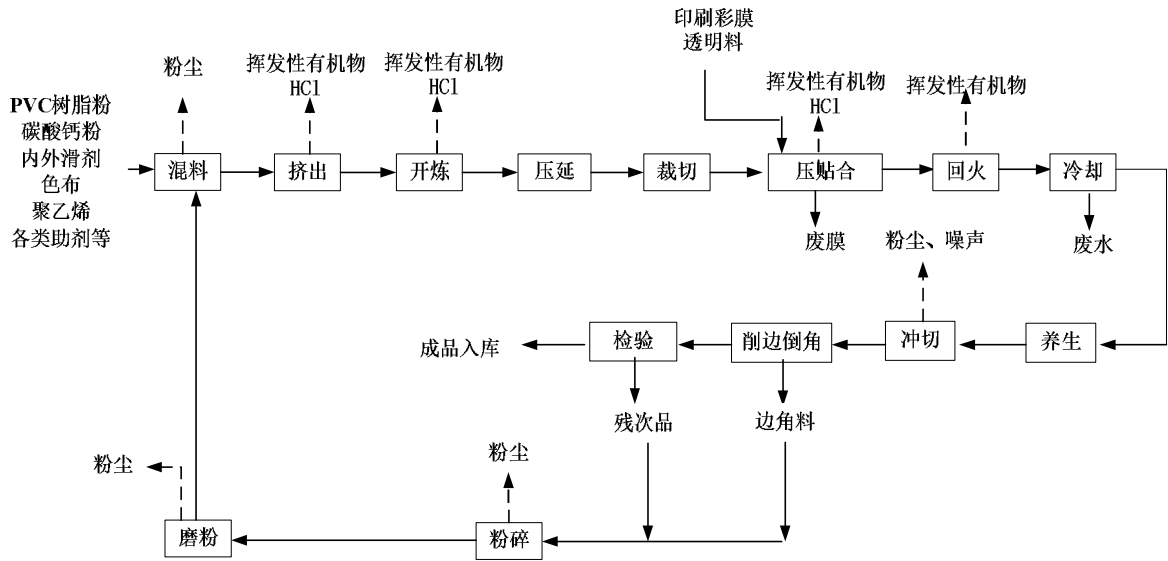 印刷彩膜
透明料
粉尘
挥发性有机物
HCl
挥发性有机物
HCl
挥发性有机物
HCl
挥发性有机物
PVC树脂粉
碳酸钙粉
内外滑剂
色布
聚乙烯
各类助剂等
混料
挤出
开炼
压延
裁切
压贴合
回火
冷却
废膜
粉尘、噪声
废水
成品入库
检验
削边倒角
冲切
养生
残次品
边角料
粉尘
粉尘
磨粉
粉碎